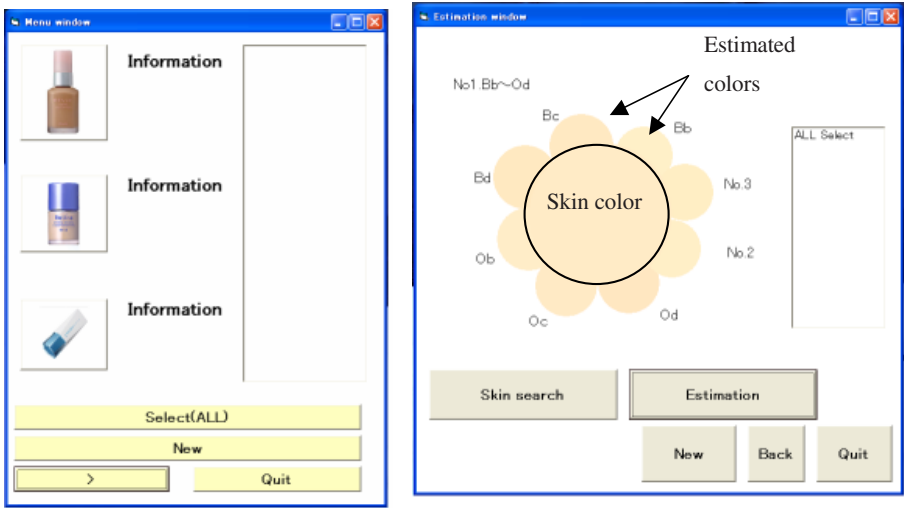 Menu window
Information
Information
Information
Select(ALL)
New
>
Quit
Estimation window
Estimated
colors
No1.Bb～Od
Bc
Bb
ALL Select
Bd
No.3
Skin color
Ob
No.2
Oc
Od
Skin search
Estimation
New
Back
Quit